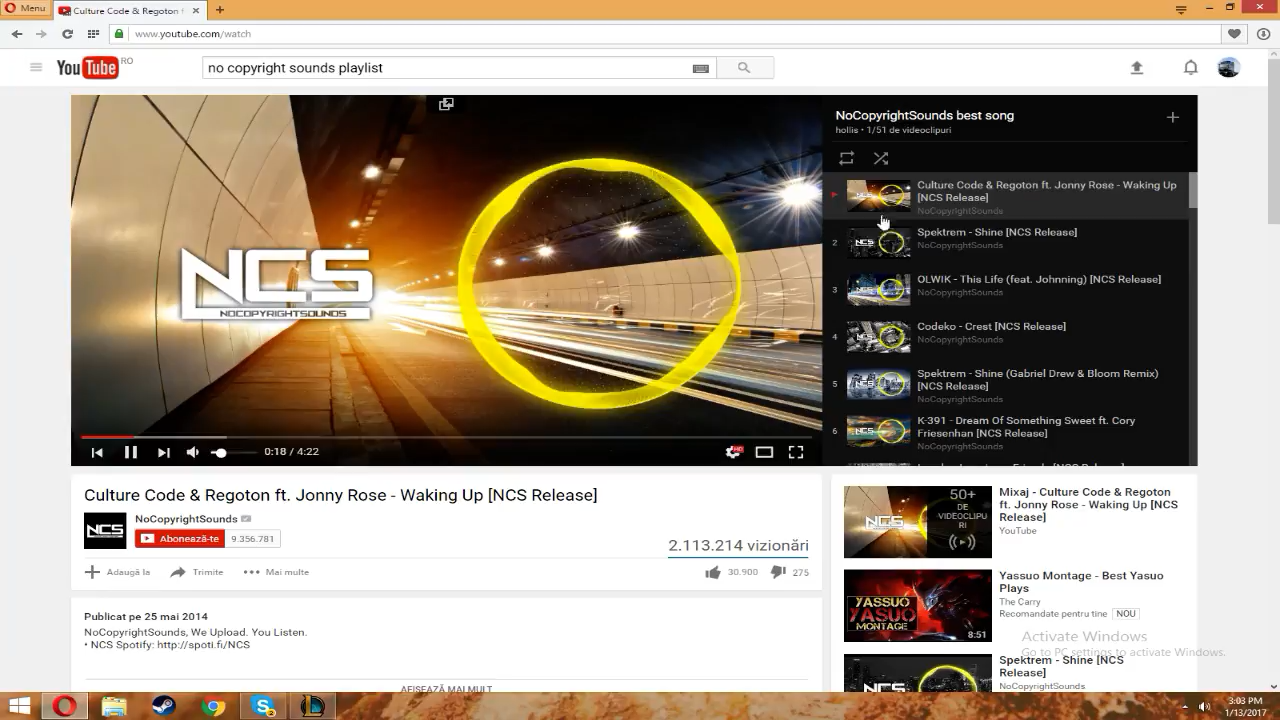 Menu
Culture Code & Regoton f
www.youtube.com/watch
YouTube RO
no copyright sounds playlist
NCS
NOCOPYRIGHTSOUNDS
0:18 / 4:22
HD
NoCopyrightSounds best song
hollis • 1/51 de videoclipuri
Culture Code & Regoton ft. Jonny Rose - Waking Up
[NCS Release]
NoCopyrightSounds
2
Spektrem - Shine [NCS Release]
NoCopyrightSounds
3
OLWIK - This Life (feat. Johnning) [NCS Release]
NoCopyrightSounds
4
Codeko - Crest [NCS Release]
NoCopyrightSounds
5
Spektrem - Shine (Gabriel Drew & Bloom Remix)
[NCS Release]
NoCopyrightSounds
6
K-391 - Dream Of Something Sweet ft. Cory
Friesenhan [NCS Release]
NoCopyrightSounds
Culture Code & Regoton ft. Jonny Rose - Waking Up [NCS Release]
NCS
NoCopyrightSounds
Abonează-te 9.356.781
2.113.214 vizionări
Adaugă la Trimite Mai multe
30,900 275
Publicat pe 25 mai 2014
NoCopyrightSounds, We Upload. You Listen.
• NCS Spotify: http://spoti.fi/NCS
AFIȘEAZĂ MAI MULT
50+
DE
VIDEOCLIPU
RI
Mixaj - Culture Code & Regoton
ft. Jonny Rose - Waking Up [NCS
Release]
YouTube
YASSUO
YASUO
MONTAGE
8:51
Yassuo Montage - Best Yasuo
Plays
The Carry
Recomandate pentru tine NOU
NCS
Spektrem - Shine [NCS
Release]
NoCopyrightSounds
Activate Windows
Go to PC settings to activate Windows.
3:03 PM
1/13/2017